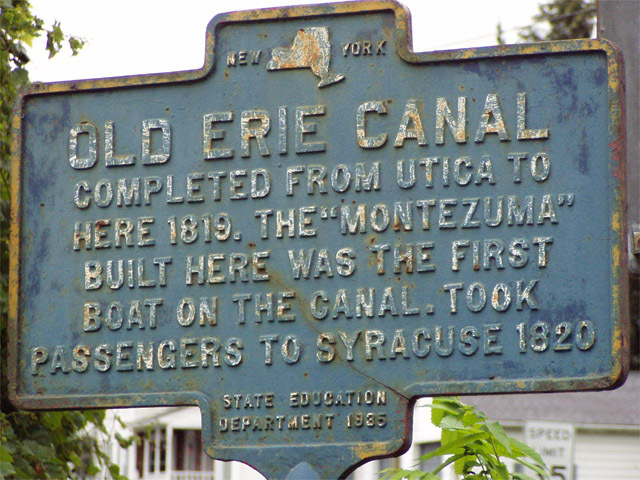 NEW YORK
OLD ERIE CANAL
COMPLETED FROM UTICA TO
HERE 1819. THE "MONTEZUMA"
BUILT HERE WAS THE FIRST
BOAT ON THE CANAL. TOOK
PASSENGERS TO SYRACUSE 1820
STATE EDUCATION
DEPARTMENT 1935
SPEED
LIMIT